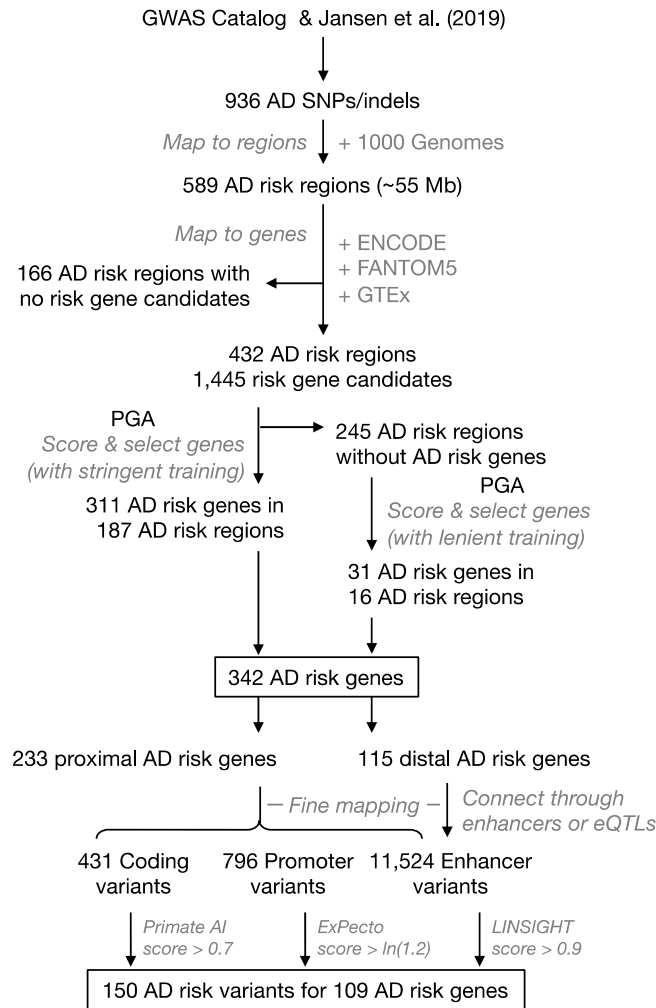 GWAS Catalog & Jansen et al. (2019)
936 AD SNPs/indels
Map to regions + 1000 Genomes
589 AD risk regions (~55 Mb)
Map to genes
+ ENCODE
+ FANTOM5
+ GTEx
166 AD risk regions with
no risk gene candidates
432 AD risk regions
1,445 risk gene candidates
PGA
Score & select genes
(with stringent training)
245 AD risk regions
without AD risk genes
311 AD risk genes in
187 AD risk regions
PGA
Score & select genes
(with lenient training)
31 AD risk genes in
16 AD risk regions
342 AD risk genes
233 proximal AD risk genes
115 distal AD risk genes
— Fine mapping —
Connect through
enhancers or eQTLs
431 Coding
variants
796 Promoter
variants
11,524 Enhancer
variants
Primate AI
score > 0.7
ExPecto
score > ln(1.2)
LINSIGHT
score > 0.9
150 AD risk variants for 109 AD risk genes